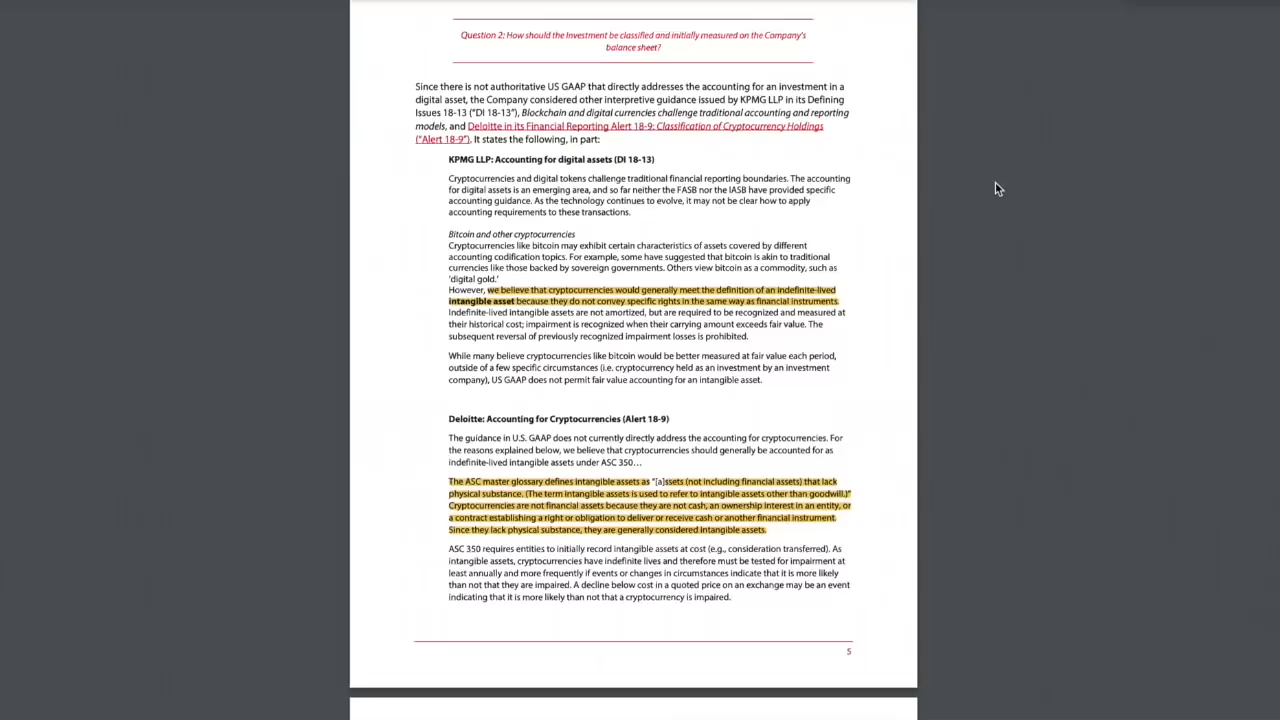 Question 2: How should the Investment be classified and initially measured on the Company's
balance sheet?
Since there is not authoritative US GAAP that directly addresses the accounting for an investment in a
digital asset, the Company considered other interpretive guidance issued by KPMG LLP in its Defining
Issues 18-13 ("DI 18-13"), Blockchain and digital currencies challenge traditional accounting and reporting
models, and Deloitte in its Financial Reporting Alert 18-9: Classification of Cryptocurrency Holdings
("Alert 18-9"). It states the following, in part:
KPMG LLP: Accounting for digital assets (DI 18-13)
Cryptocurrencies and digital tokens challenge traditional financial reporting boundaries. The accounting
for digital assets is an emerging area, and so far neither the FASB nor the IASB have provided specific
accounting guidance. As the technology continues to evolve, it may not be clear how to apply
accounting requirements to these transactions.
Bitcoin and other cryptocurrencies
Cryptocurrencies like bitcoin may exhibit certain characteristics of assets covered by different
accounting codification topics. For example, some have suggested that bitcoin is akin to traditional
currencies like those backed by sovereign governments. Others view bitcoin as a commodity, such as
'digital gold.'
However, we believe that cryptocurrencies would generally meet the definition of an indefinite-lived
intangible asset because they do not convey specific rights in the same way as financial instruments.
Indefinite-lived intangible assets are not amortized, but are required to be recognized and measured at
their historical cost; impairment is recognized when their carrying amount exceeds fair value. The
subsequent reversal of previously recognized impairment losses is prohibited.
While many believe cryptocurrencies like bitcoin would be better measured at fair value each period,
outside of a few specific circumstances (i.e. cryptocurrency held as an investment by an investment
company), US GAAP does not permit fair value accounting for an intangible asset.
Deloitte: Accounting for Cryptocurrencies (Alert 18-9)
The guidance in U.S. GAAP does not currently directly address the accounting for cryptocurrencies. For
the reasons explained below, we believe that cryptocurrencies should generally be accounted for as
indefinite-lived intangible assets under ASC 350…
The ASC master glossary defines intangible assets as "[a]ssets (not including financial assets) that lack
physical substance. (The term intangible assets is used to refer to intangible assets other than goodwill.)"
Cryptocurrencies are not financial assets because they are not cash, an ownership interest in an entity, or
a contract establishing a right or obligation to deliver or receive cash or another financial instrument.
Since they lack physical substance, they are generally considered intangible assets.
ASC 350 requires entities to initially record intangible assets at cost (e.g., consideration transferred). As
intangible assets, cryptocurrencies have indefinite lives and therefore must be tested for impairment at
least annually and more frequently if events or changes in circumstances indicate that it is more likely
than not that they are impaired. A decline below cost in a quoted price on an exchange may be an event
indicating that it is more likely than not that a cryptocurrency is impaired.
5